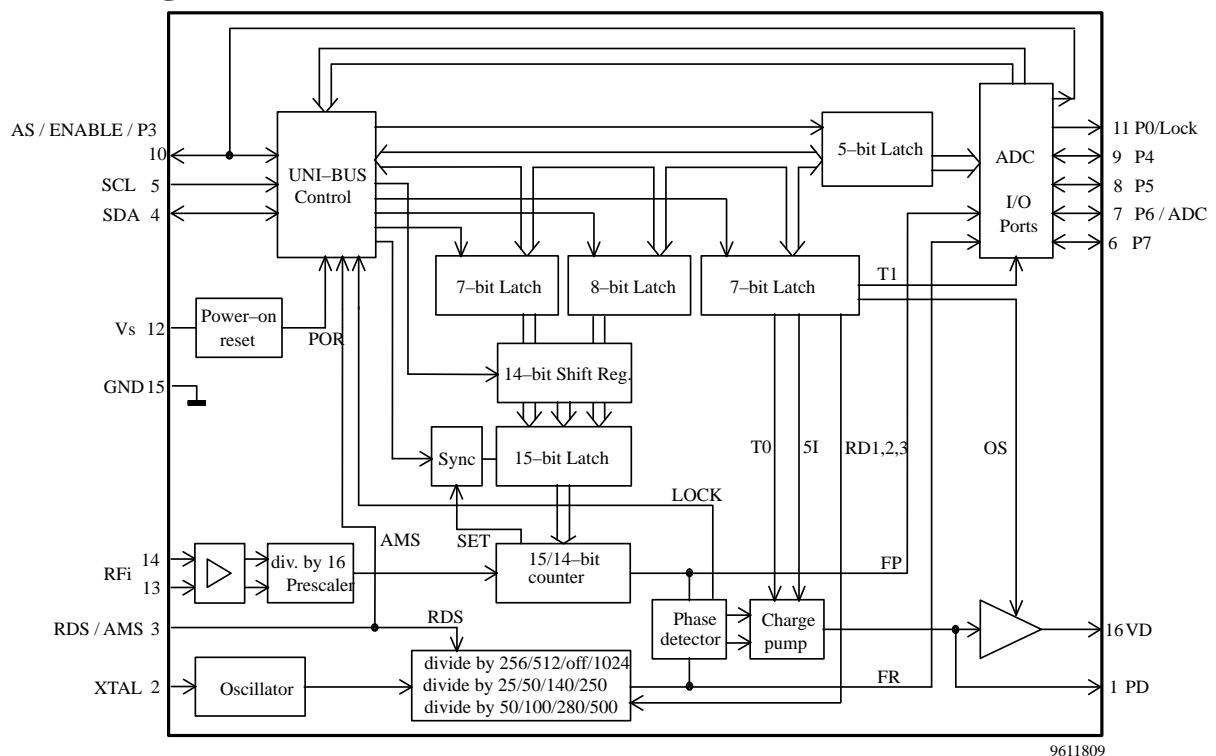 AS / ENABLE / P3
10
SCL 5
SDA 4
UNI–BUS
Control
5–bit Latch
ADC
I/O
Ports
11 P0/Lock
9 P4
8 P5
7 P6 / ADC
6 P7
7–bit Latch
8–bit Latch
7–bit Latch
T1
Vs 12
Power–on
reset
POR
GND 15
14–bit Shift Reg.
Sync
15–bit Latch
T0
5I
RD1,2,3
OS
LOCK
AMS
SET
RFi
14
13
div. by 16
Prescaler
15/14–bit
counter
FP
RDS / AMS 3
RDS
Phase
detector
Charge
pump
16 VD
XTAL 2
Oscillator
divide by 256/512/off/1024
divide by 25/50/140/250
divide by 50/100/280/500
FR
1 PD
9611809